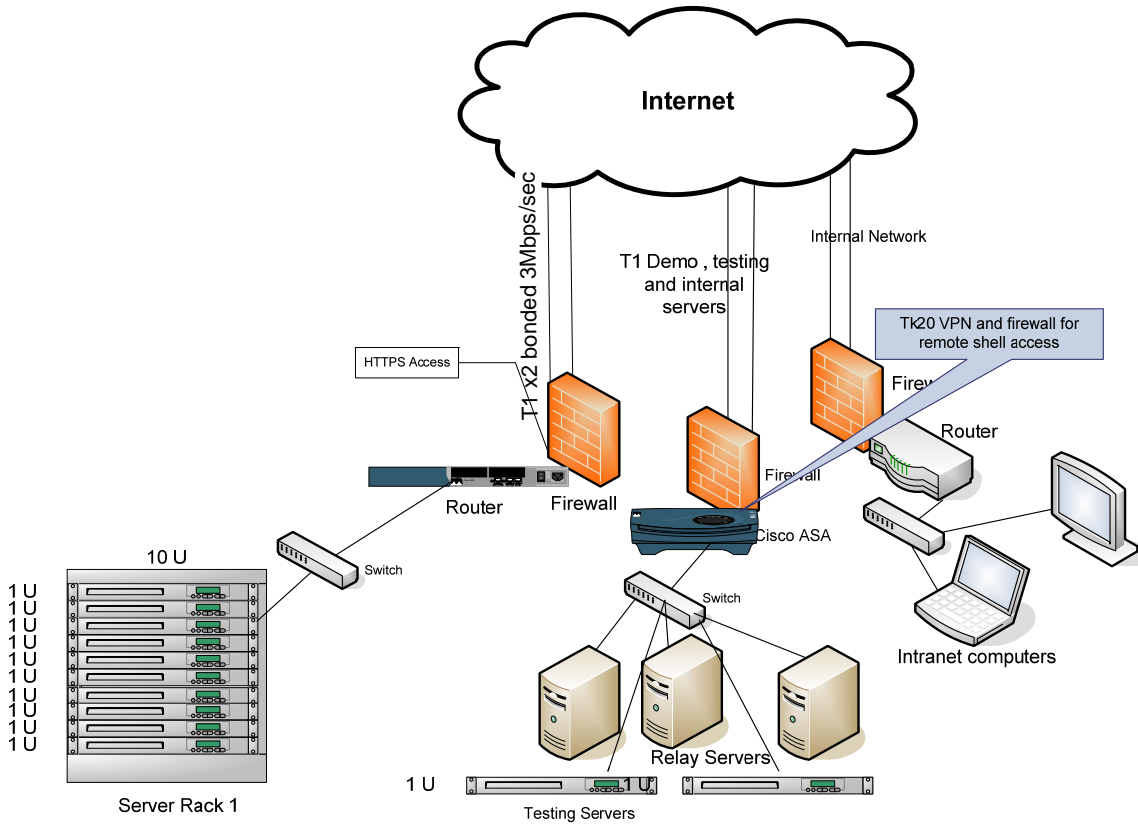 Internet
T1 x2 bonded 3Mbps/sec
T1 Demo , testing
and internal
servers
Internal Network
Tk20 VPN and firewall for
remote shell access
HTTPS Access
Firew
Router
Router
Firewall
Firewall
Cisco ASA
Switch
10 U
1 U
1 U
1 U
1 U
1 U
1 U
1 U
1 U
1 U
1 U
Server Rack 1
Switch
Intranet computers
Relay Servers
1 U
1 U
Testing Servers